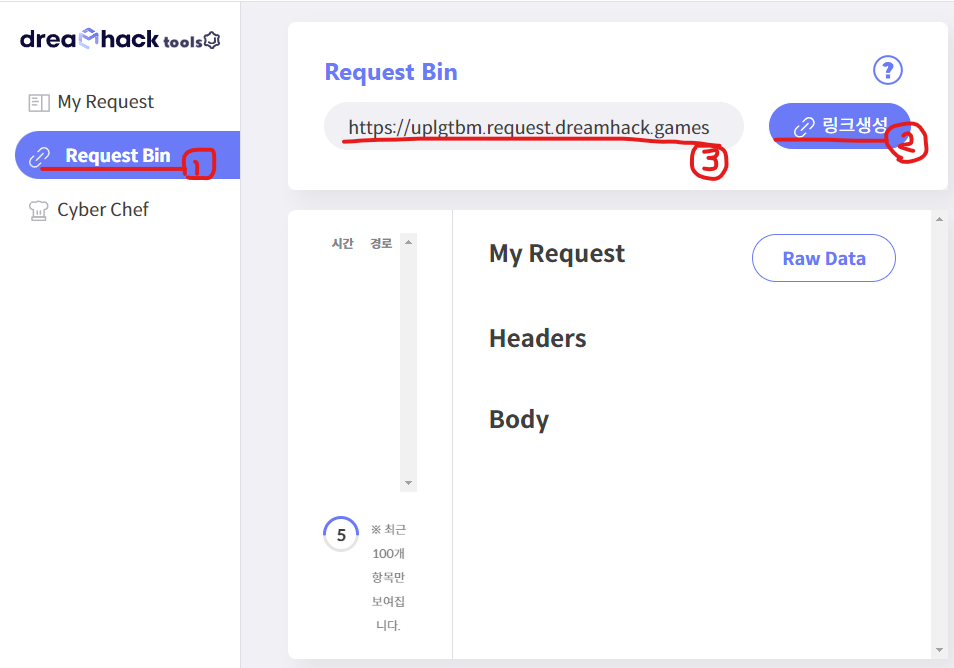 dreamhack tools
My Request
Request Bin
1
Cyber Chef
Request Bin
?
https://uplgtbm.request.dreamhack.games
3
링크생성
2
시간 경로
5
※ 최근
100개
항목만
보여집
니다.
My Request
Raw Data
Headers
Body